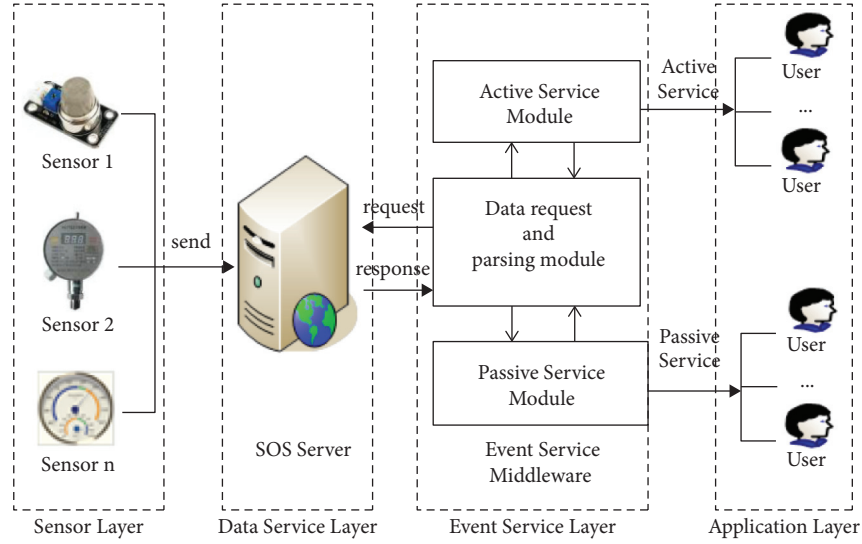 Sensor 1
Sensor 2
Sensor n
Sensor Layer
send
SOS Server
Data Service Layer
request
response
Active Service
Module
Data request
and
parsing module
Passive Service
Module
Event Service
Middleware
Event Service Layer
Active
Service
Passive
Service
User
...
User
User
...
User
Application Layer